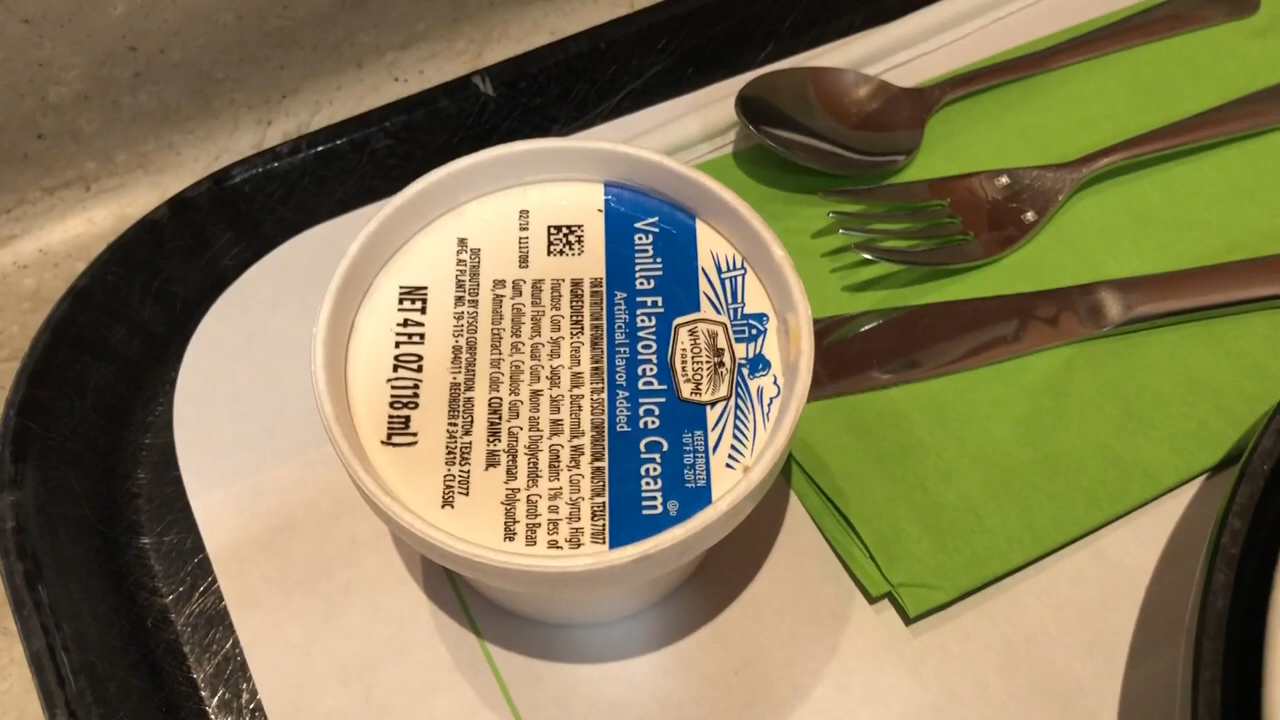 WHOLESOME
FARMS
KEEP FROZEN
-10°F TO -20°F
Vanilla Flavored Ice Cream
Artificial Flavor Added
FOR NUTRITION INFORMATION WRITE TO: SYSCO CORPORATION, HOUSTON, TEXAS 77077
INGREDIENTS: Cream, Milk, Buttermilk, Whey, Corn Syrup, High
Fructose Corn Syrup, Sugar, Skim Milk, Contains 1% or less of
Natural Flavors, Guar Gum, Mono and Diglycerides, Carob Bean
Gum, Cellulose Gel, Cellulose Gum, Carrageenan, Polysorbate
80, Annatto Extract for Color. CONTAINS: Milk.
02/18 1117093
DISTRIBUTED BY SYSCO CORPORATION, HOUSTON, TEXAS 77077
MFG. AT PLANT NO. 19-115 • 004011 • REORDER # 3412410 - CLASSIC
NET 4 FL OZ (118 mL)